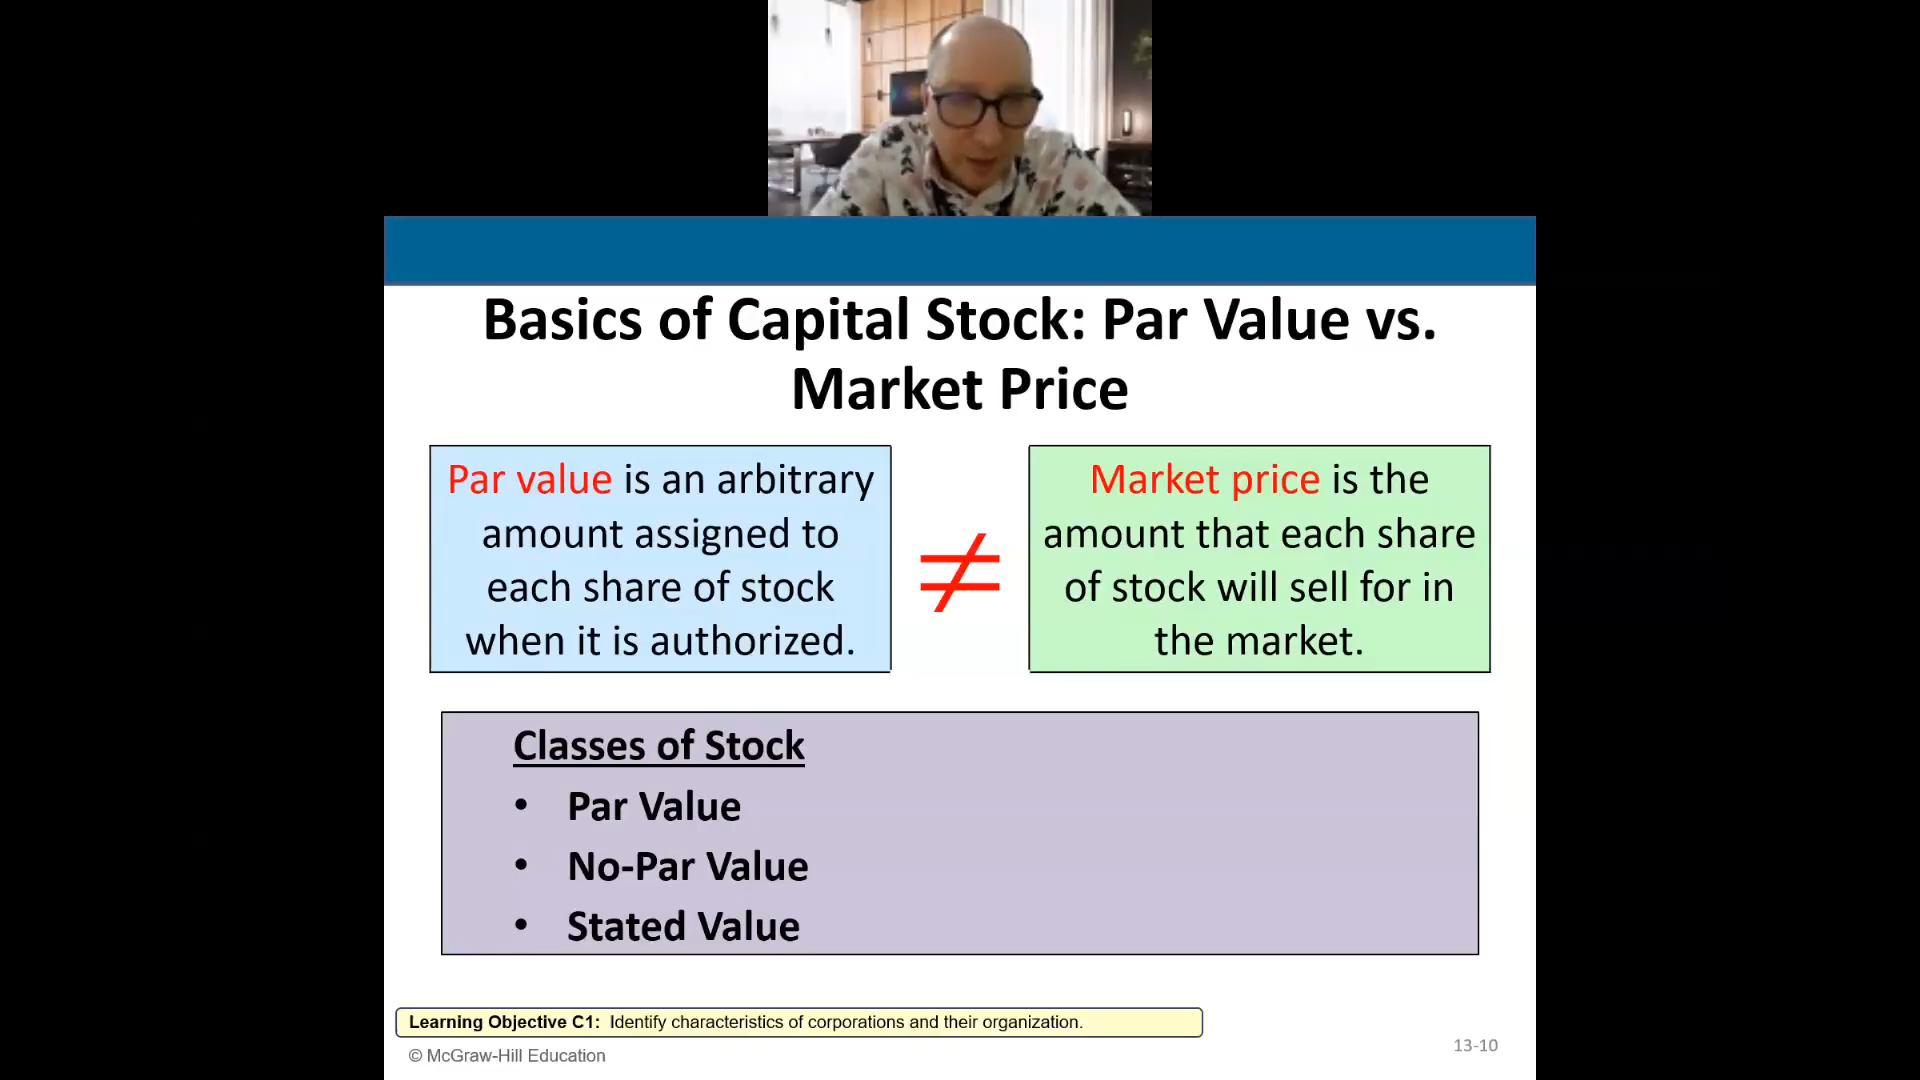 Basics of Capital Stock: Par Value vs.
Market Price
Par value is an arbitrary
amount assigned to
each share of stock
when it is authorized.
≠
Market price is the
amount that each share
of stock will sell for in
the market.
Classes of Stock
• Par Value
• No-Par Value
• Stated Value
Learning Objective C1: Identify characteristics of corporations and their organization.
© McGraw-Hill Education
13-10